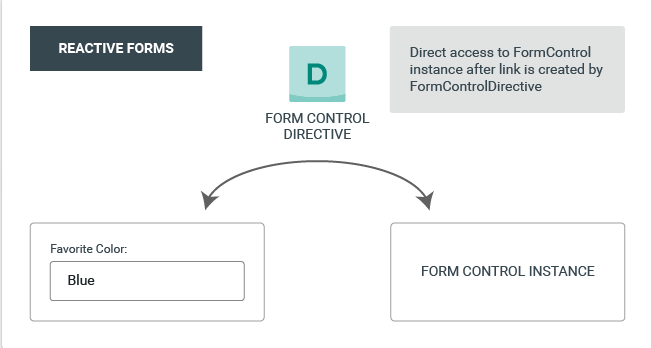 REACTIVE FORMS
D
FORM CONTROL
DIRECTIVE
Direct access to FormControl
instance after link is created by
FormControlDirective
Favorite Color:
Blue
FORM CONTROL INSTANCE